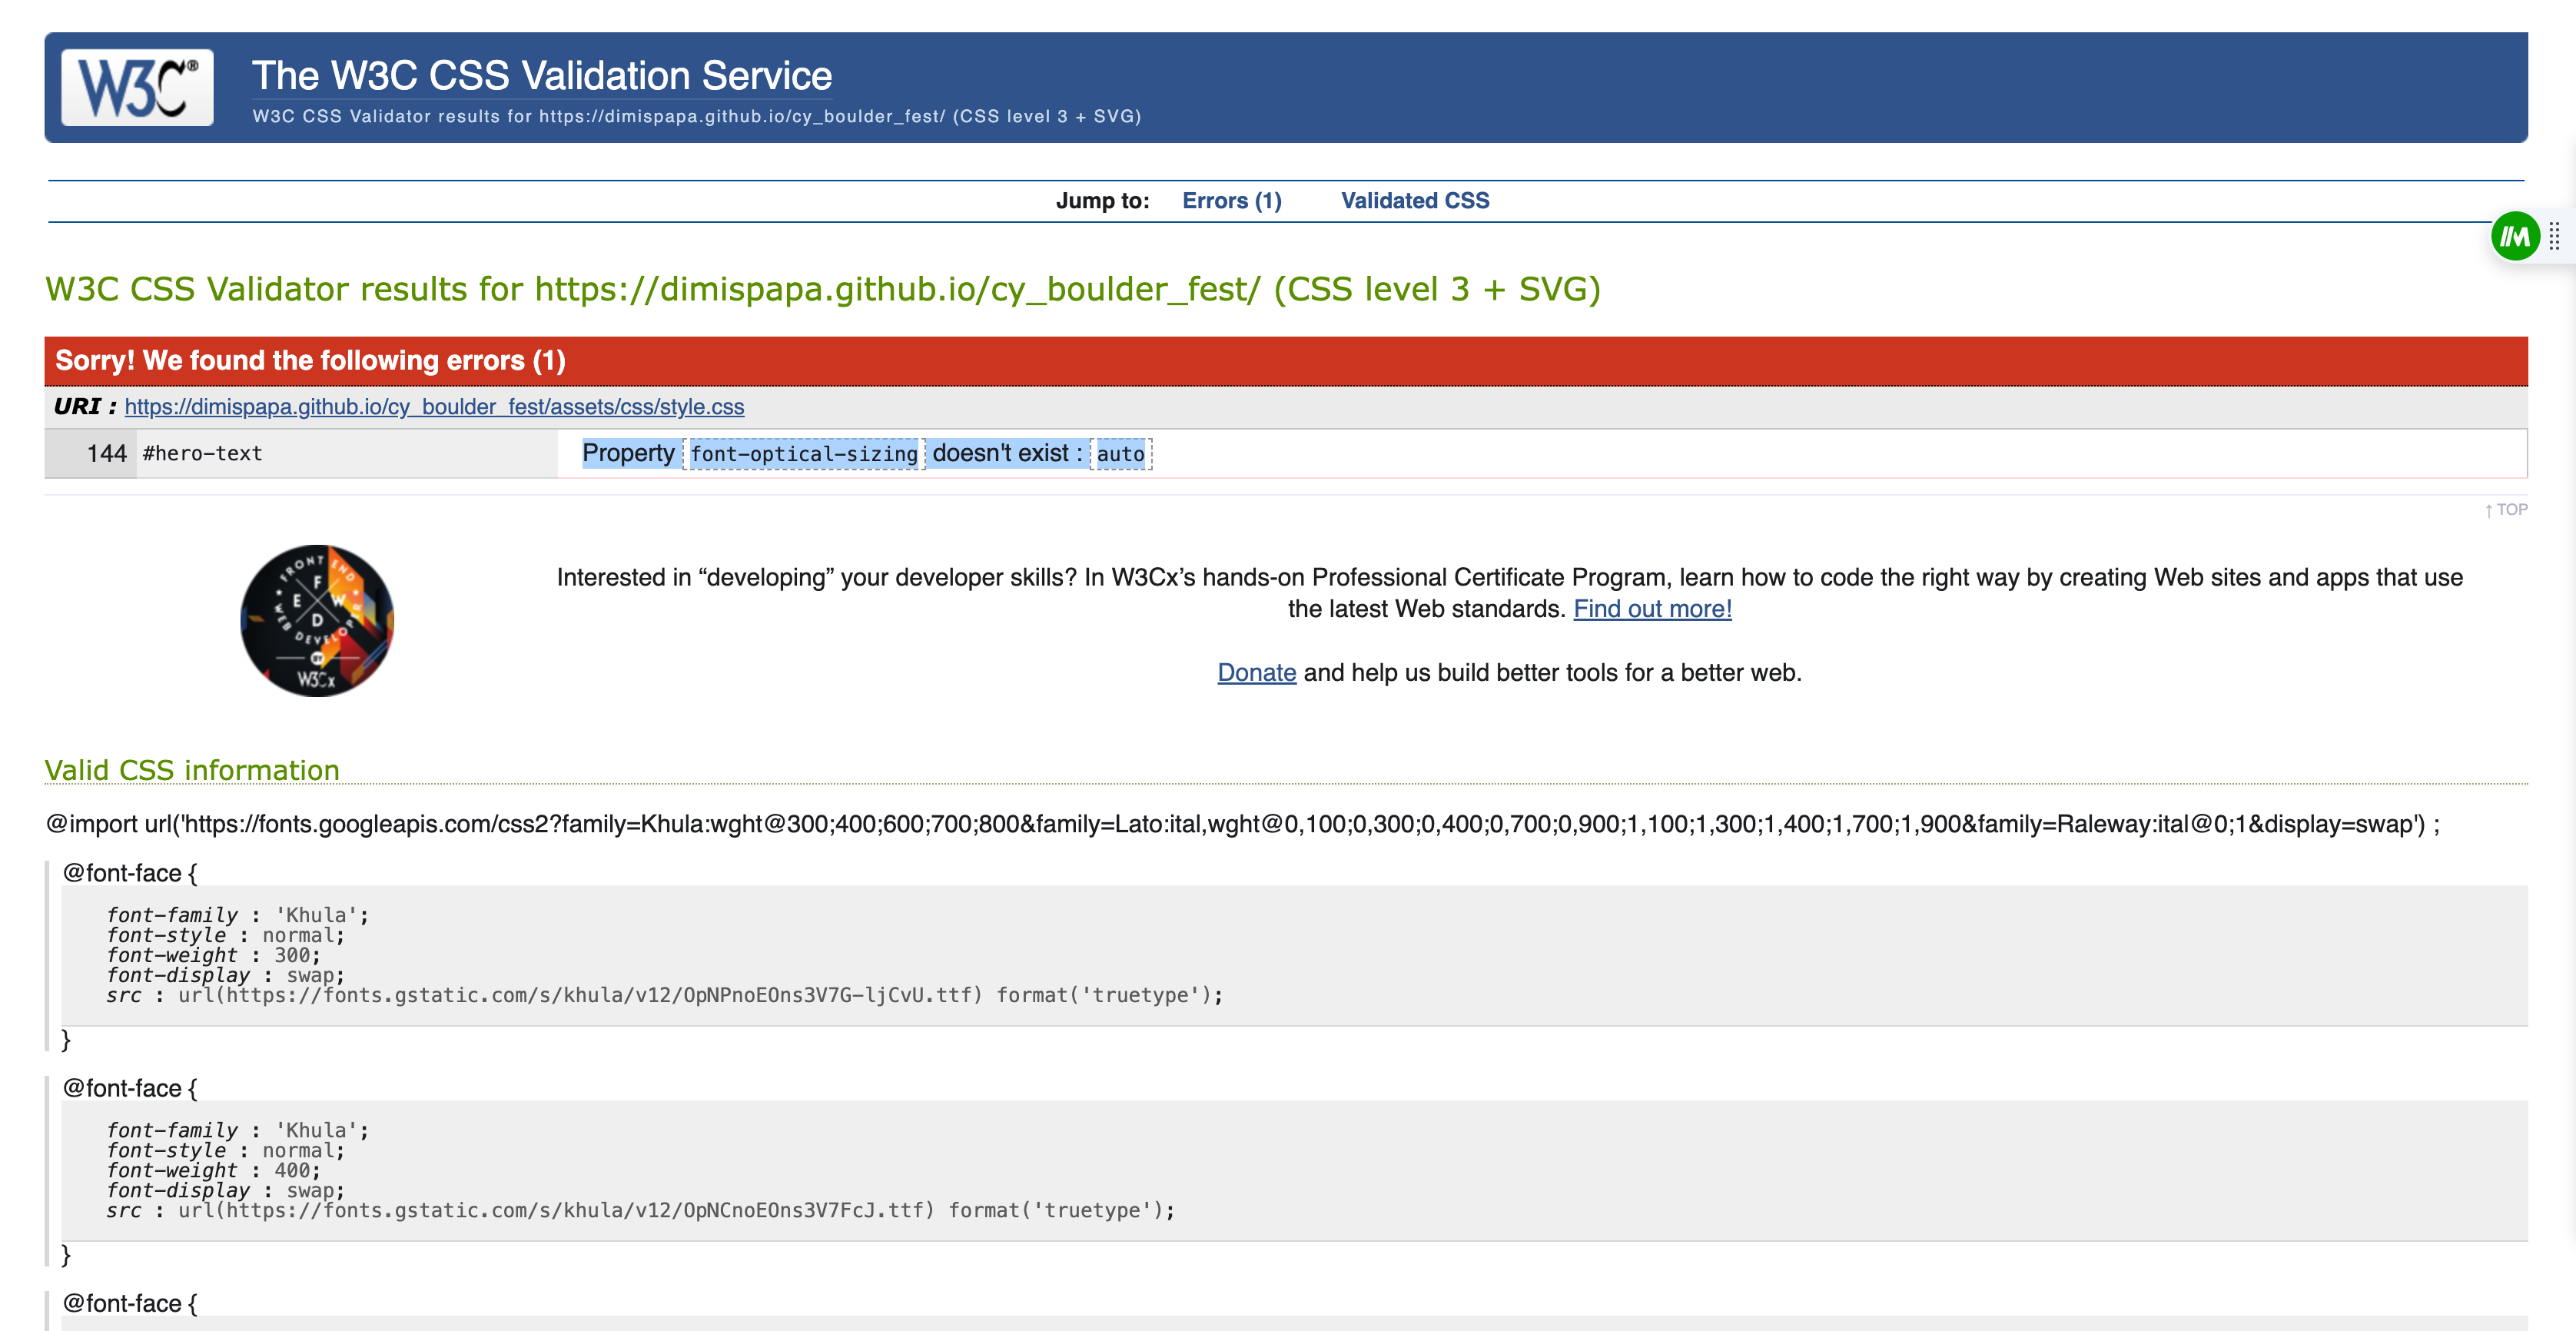 W3C®
The W3C CSS Validation Service
W3C CSS Validator results for https://dimispapa.github.io/cy_boulder_fest/ (CSS level 3 + SVG)
Jump to: Errors (1) Validated CSS
W3C CSS Validator results for https://dimispapa.github.io/cy_boulder_fest/ (CSS level 3 + SVG)
Sorry! We found the following errors (1)
URI : https://dimispapa.github.io/cy_boulder_fest/assets/css/style.css
144 #hero-text Property font-optical-sizing doesn't exist : auto
↑ TOP
FRONT END
F
E W
D
WEB DEVELOPER
BY
W3Cx
Interested in “developing” your developer skills? In W3Cx’s hands-on Professional Certificate Program, learn how to code the right way by creating Web sites and apps that use
the latest Web standards. Find out more!
Donate and help us build better tools for a better web.
Valid CSS information
@import url('https://fonts.googleapis.com/css2?family=Khula:wght@300;400;600;700;800&family=Lato:ital,wght@0,100;0,300;0,400;0,700;0,900;1,100;1,300;1,400;1,700;1,900&family=Raleway:ital@0;1&display=swap') ;
@font-face {
font-family : 'Khula';
font-style : normal;
font-weight : 300;
font-display : swap;
src : url(https://fonts.gstatic.com/s/khula/v12/OpNPnoEOns3V7G-ljCvU.ttf) format('truetype');
}
@font-face {
font-family : 'Khula';
font-style : normal;
font-weight : 400;
font-display : swap;
src : url(https://fonts.gstatic.com/s/khula/v12/OpNCnoEOns3V7FcJ.ttf) format('truetype');
}
@font-face {